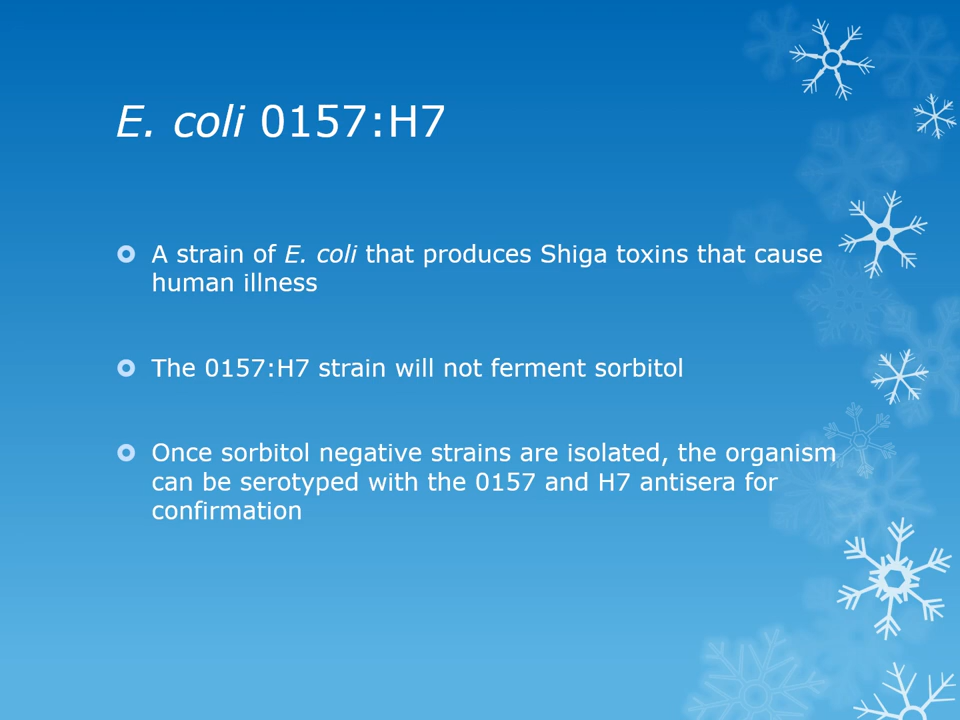 E. coli 0157:H7
A strain of E. coli that produces Shiga toxins that cause
human illness
The 0157:H7 strain will not ferment sorbitol
Once sorbitol negative strains are isolated, the organism
can be serotyped with the 0157 and H7 antisera for
confirmation